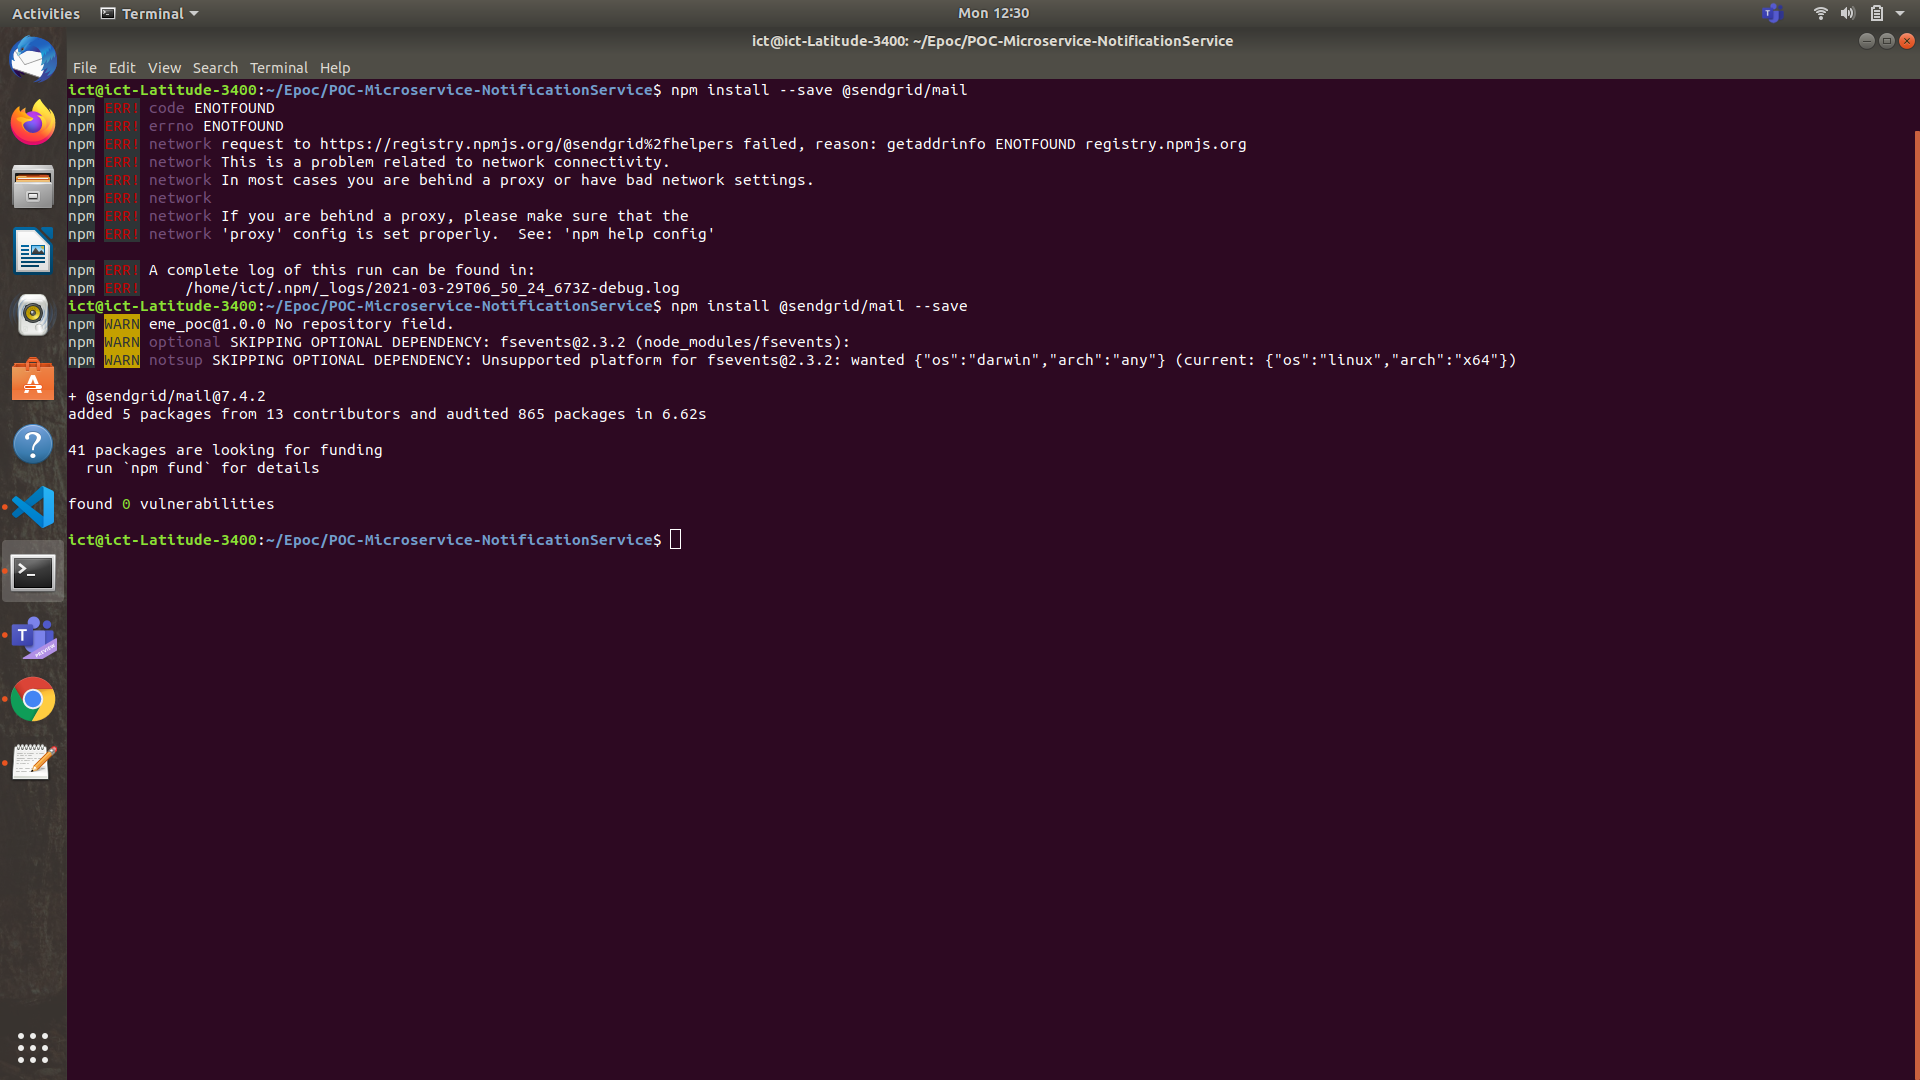 Activities Terminal Mon 12:30
ict@ict-Latitude-3400: ~/Epoc/POC-Microservice-NotificationService
File Edit View Search Terminal Help
ict@ict-Latitude-3400:~/Epoc/POC-Microservice-NotificationService$ npm install --save @sendgrid/mail
npm ERR! code ENOTFOUND
npm ERR! errno ENOTFOUND
npm ERR! network request to https://registry.npmjs.org/@sendgrid%2fhelpers failed, reason: getaddrinfo ENOTFOUND registry.npmjs.org
npm ERR! network This is a problem related to network connectivity.
npm ERR! network In most cases you are behind a proxy or have bad network settings.
npm ERR! network
npm ERR! network If you are behind a proxy, please make sure that the
npm ERR! network 'proxy' config is set properly.  See: 'npm help config'
npm ERR! A complete log of this run can be found in:
npm ERR!     /home/ict/.npm/_logs/2021-03-29T06_50_24_673Z-debug.log
ict@ict-Latitude-3400:~/Epoc/POC-Microservice-NotificationService$ npm install @sendgrid/mail --save
npm WARN eme_poc@1.0.0 No repository field.
npm WARN optional SKIPPING OPTIONAL DEPENDENCY: fsevents@2.3.2 (node_modules/fsevents):
npm WARN notsup SKIPPING OPTIONAL DEPENDENCY: Unsupported platform for fsevents@2.3.2: wanted {"os":"darwin","arch":"any"} (current: {"os":"linux","arch":"x64"})
+ @sendgrid/mail@7.4.2
added 5 packages from 13 contributors and audited 865 packages in 6.62s
41 packages are looking for funding
  run `npm fund` for details
found 0 vulnerabilities
ict@ict-Latitude-3400:~/Epoc/POC-Microservice-NotificationService$
T
PREVIEW